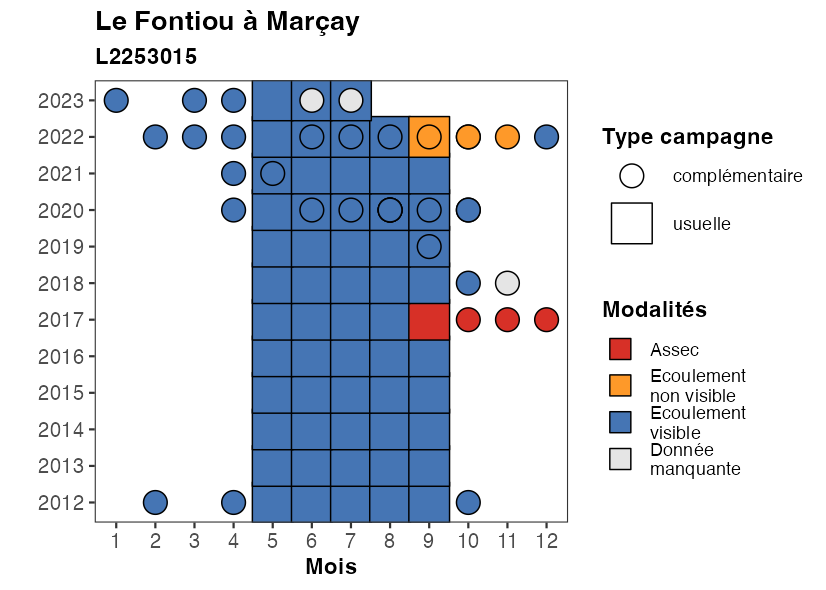 Le Fontiou à Marçay
L2253015
2023
2022
2021
2020
2019
2018
2017
2016
2015
2014
2013
2012
1 2 3 4 5 6 7 8 9 10 11 12
Mois
Type campagne
complémentaire
usuelle
Modalités
Assec
Ecoulement
non visible
Ecoulement
visible
Donnée
manquante